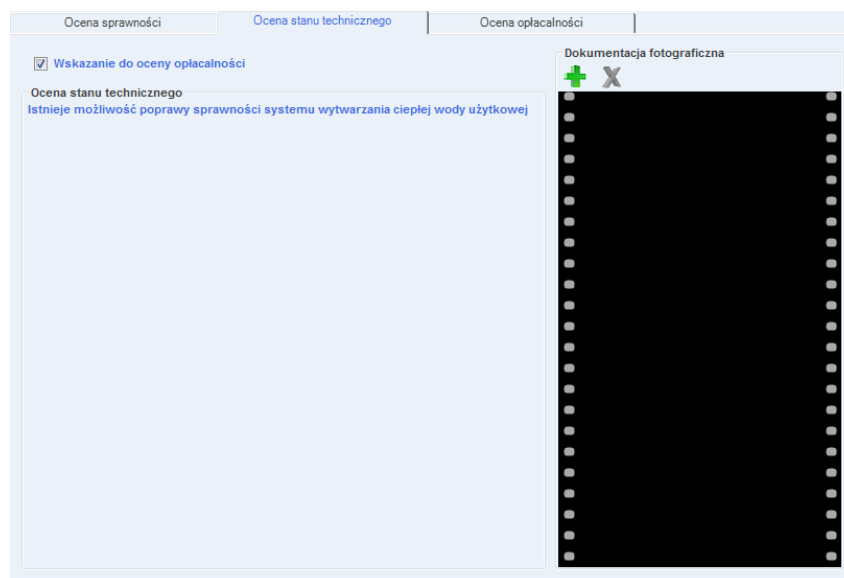 Ocena sprawności
Ocena stanu technicznego
Ocena opłacalności
Wskazanie do oceny opłacalności
Ocena stanu technicznego
Istnieje możliwość poprawy sprawności systemu wytwarzania ciepłej wody użytkowej
Dokumentacja fotograficzna